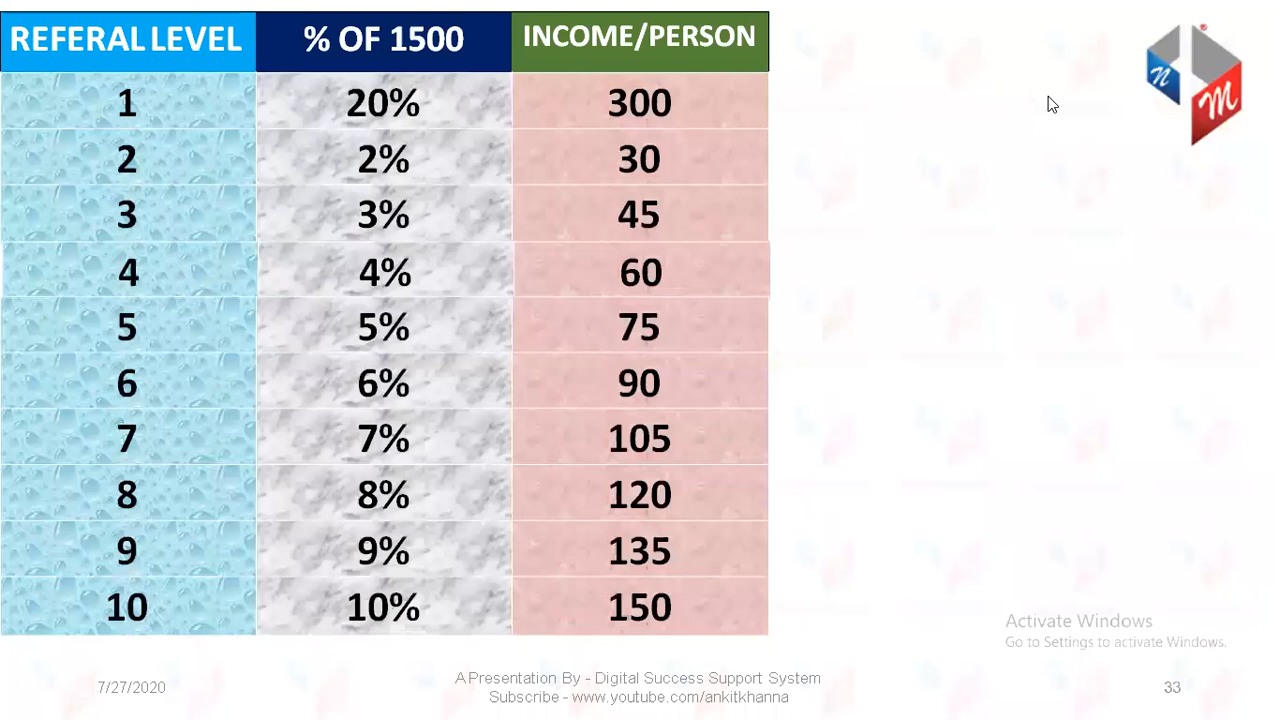 REFERAL LEVEL % OF 1500 INCOME/PERSON
1 20% 300
2 2% 30
3 3% 45
4 4% 60
5 5% 75
6 6% 90
7 7% 105
8 8% 120
9 9% 135
10 10% 150
n
M
Activate Windows
Go to Settings to activate Windows.
7/27/2020
A Presentation By - Digital Success Support System
Subscribe - www.youtube.com/ankitkhanna
33